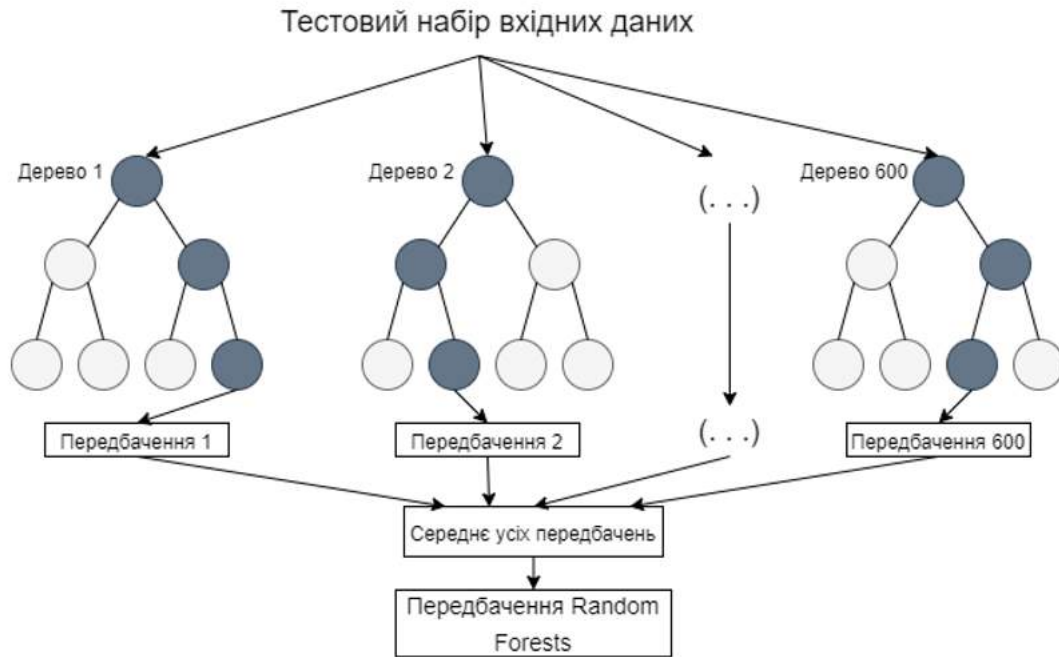 Тестовий набір вхідних даних
Дерево 1
Дерево 2
Дерево 600
(. . .)
(. . .)
Передбачення 1
Передбачення 2
Передбачення 600
Середнє усіх передбачень
Передбачення Random
Forests